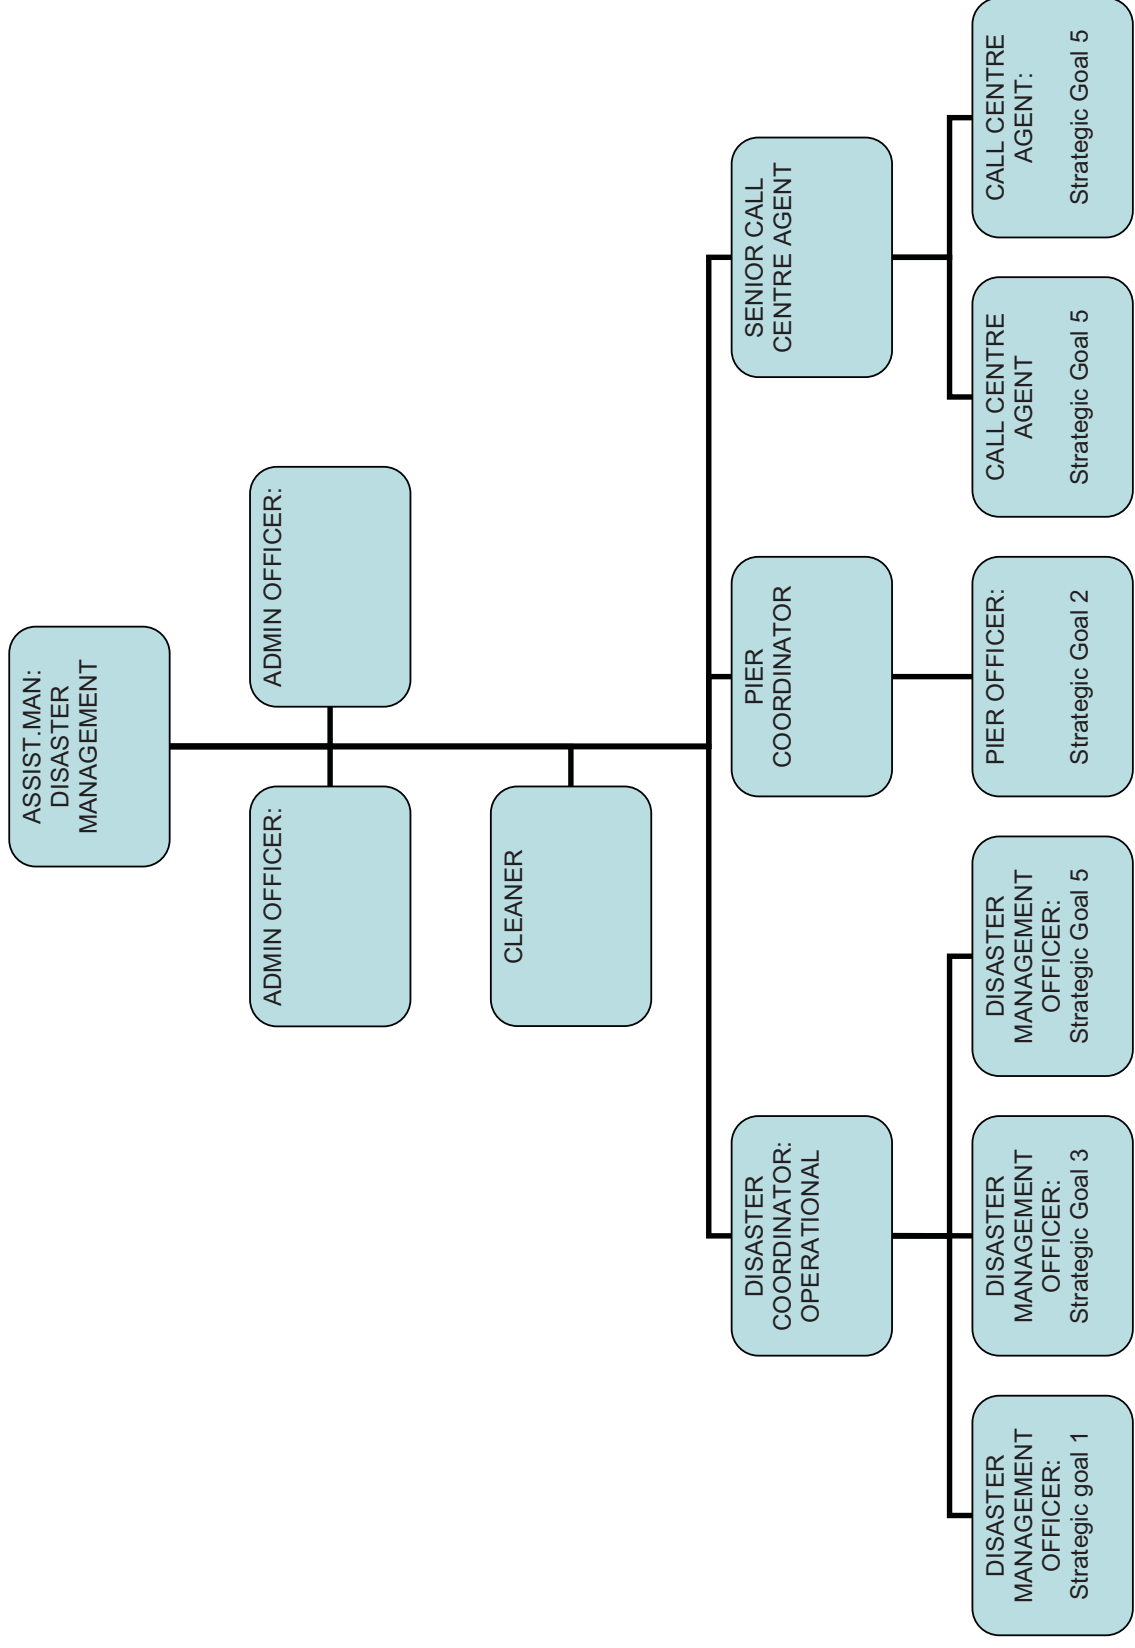 ASSIST.MAN:
DISASTER
MANAGEMENT
ADMIN OFFICER:
ADMIN OFFICER:
CLEANER
DISASTER
COORDINATOR:
OPERATIONAL
PIER
COORDINATOR
SENIOR CALL
CENTRE AGENT
DISASTER
MANAGEMENT
OFFICER:
Strategic goal 1
DISASTER
MANAGEMENT
OFFICER:
Strategic Goal 3
DISASTER
MANAGEMENT
OFFICER:
Strategic Goal 5
PIER OFFICER:
Strategic Goal 2
CALL CENTRE
AGENT
Strategic Goal 5
CALL CENTRE
AGENT:
Strategic Goal 5